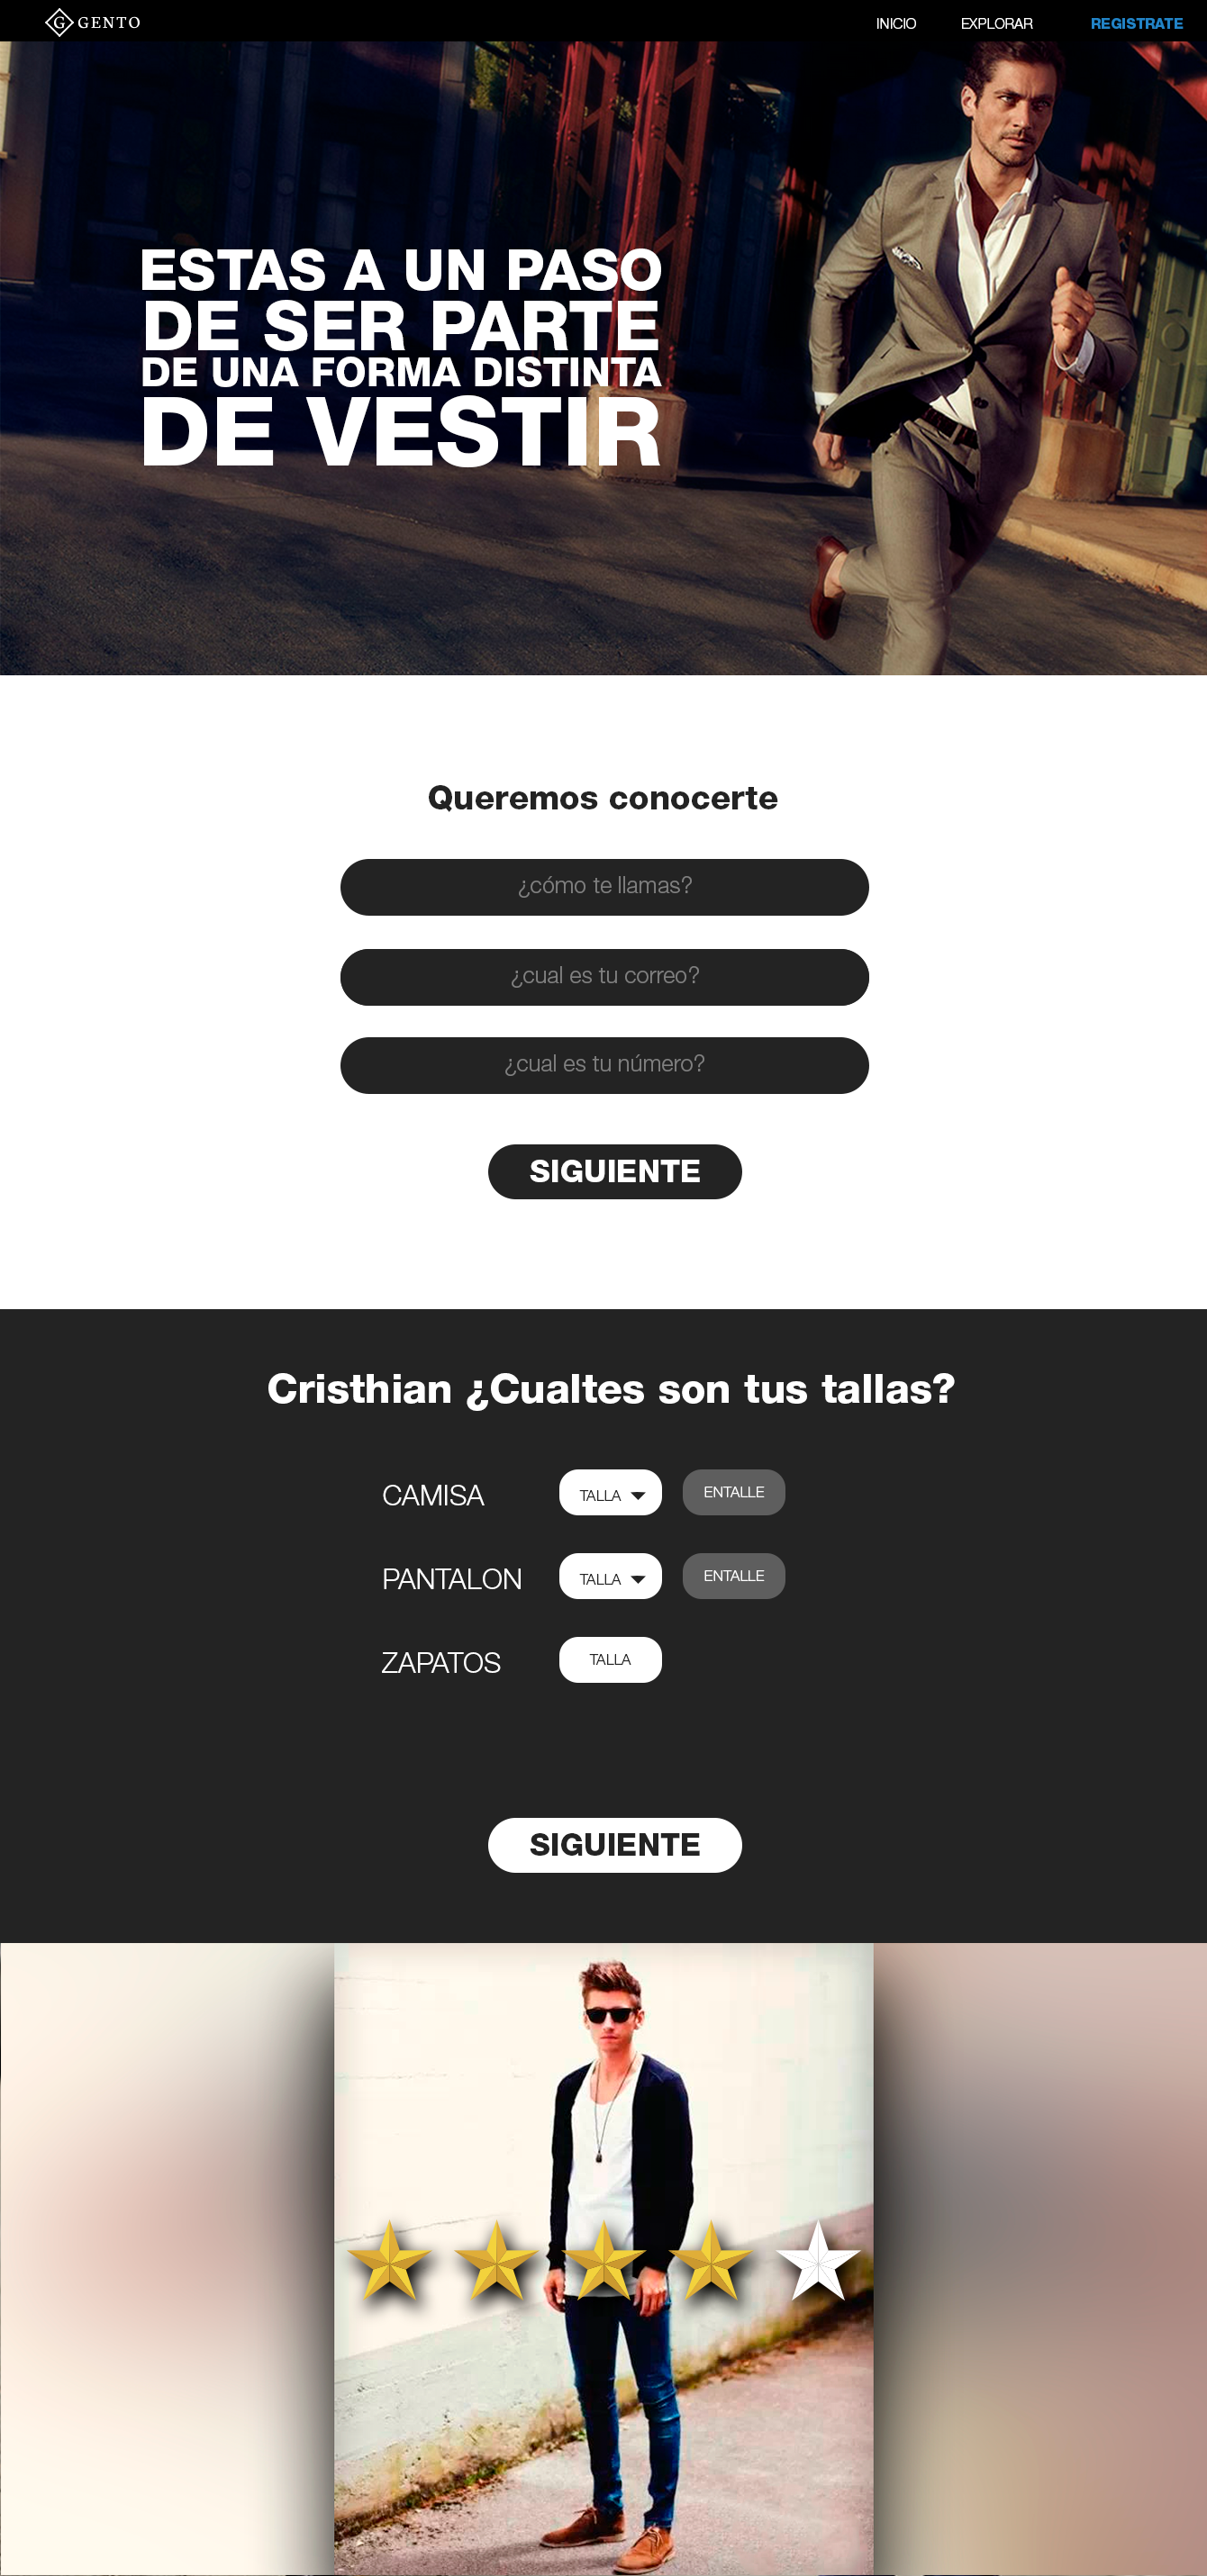 G GENTO
INICIO EXPLORAR REGISTRATE
ESTAS A UN PASO
DE SER PARTE
DE UNA FORMA DISTINTA
DE VESTIR
Queremos conocerte
¿cómo te llamas?
¿cual es tu correo?
¿cual es tu número?
SIGUIENTE
Cristhian ¿Cualtes son tus tallas?
CAMISA TALLA ENTALLE
PANTALON TALLA ENTALLE
ZAPATOS TALLA
SIGUIENTE